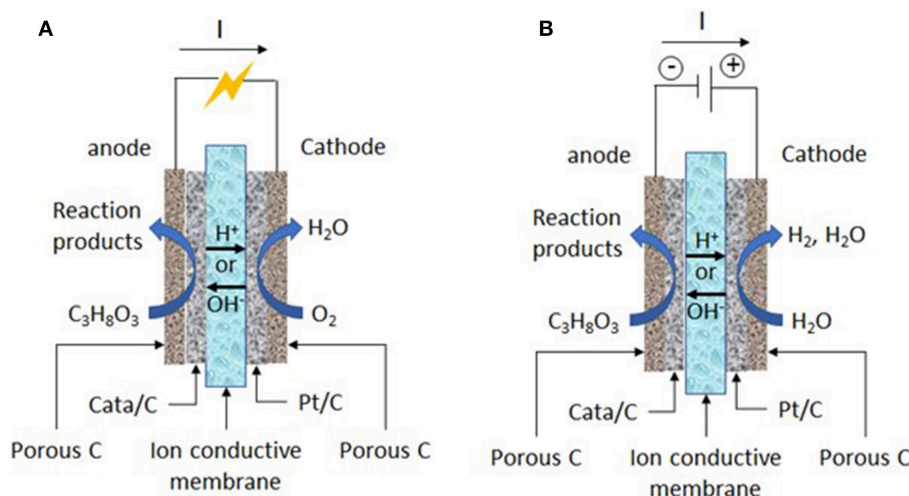 A
I
anode
Cathode
Reaction
products
H₂O
H⁺
or
OH⁻
C₃H₈O₃
O₂
Cata/C
Pt/C
Porous C
Ion conductive
membrane
Porous C
B
I
-
+
anode
Cathode
Reaction
products
H₂, H₂O
H⁺
or
OH⁻
C₃H₈O₃
H₂O
Cata/C
Pt/C
Porous C
Ion conductive
membrane
Porous C